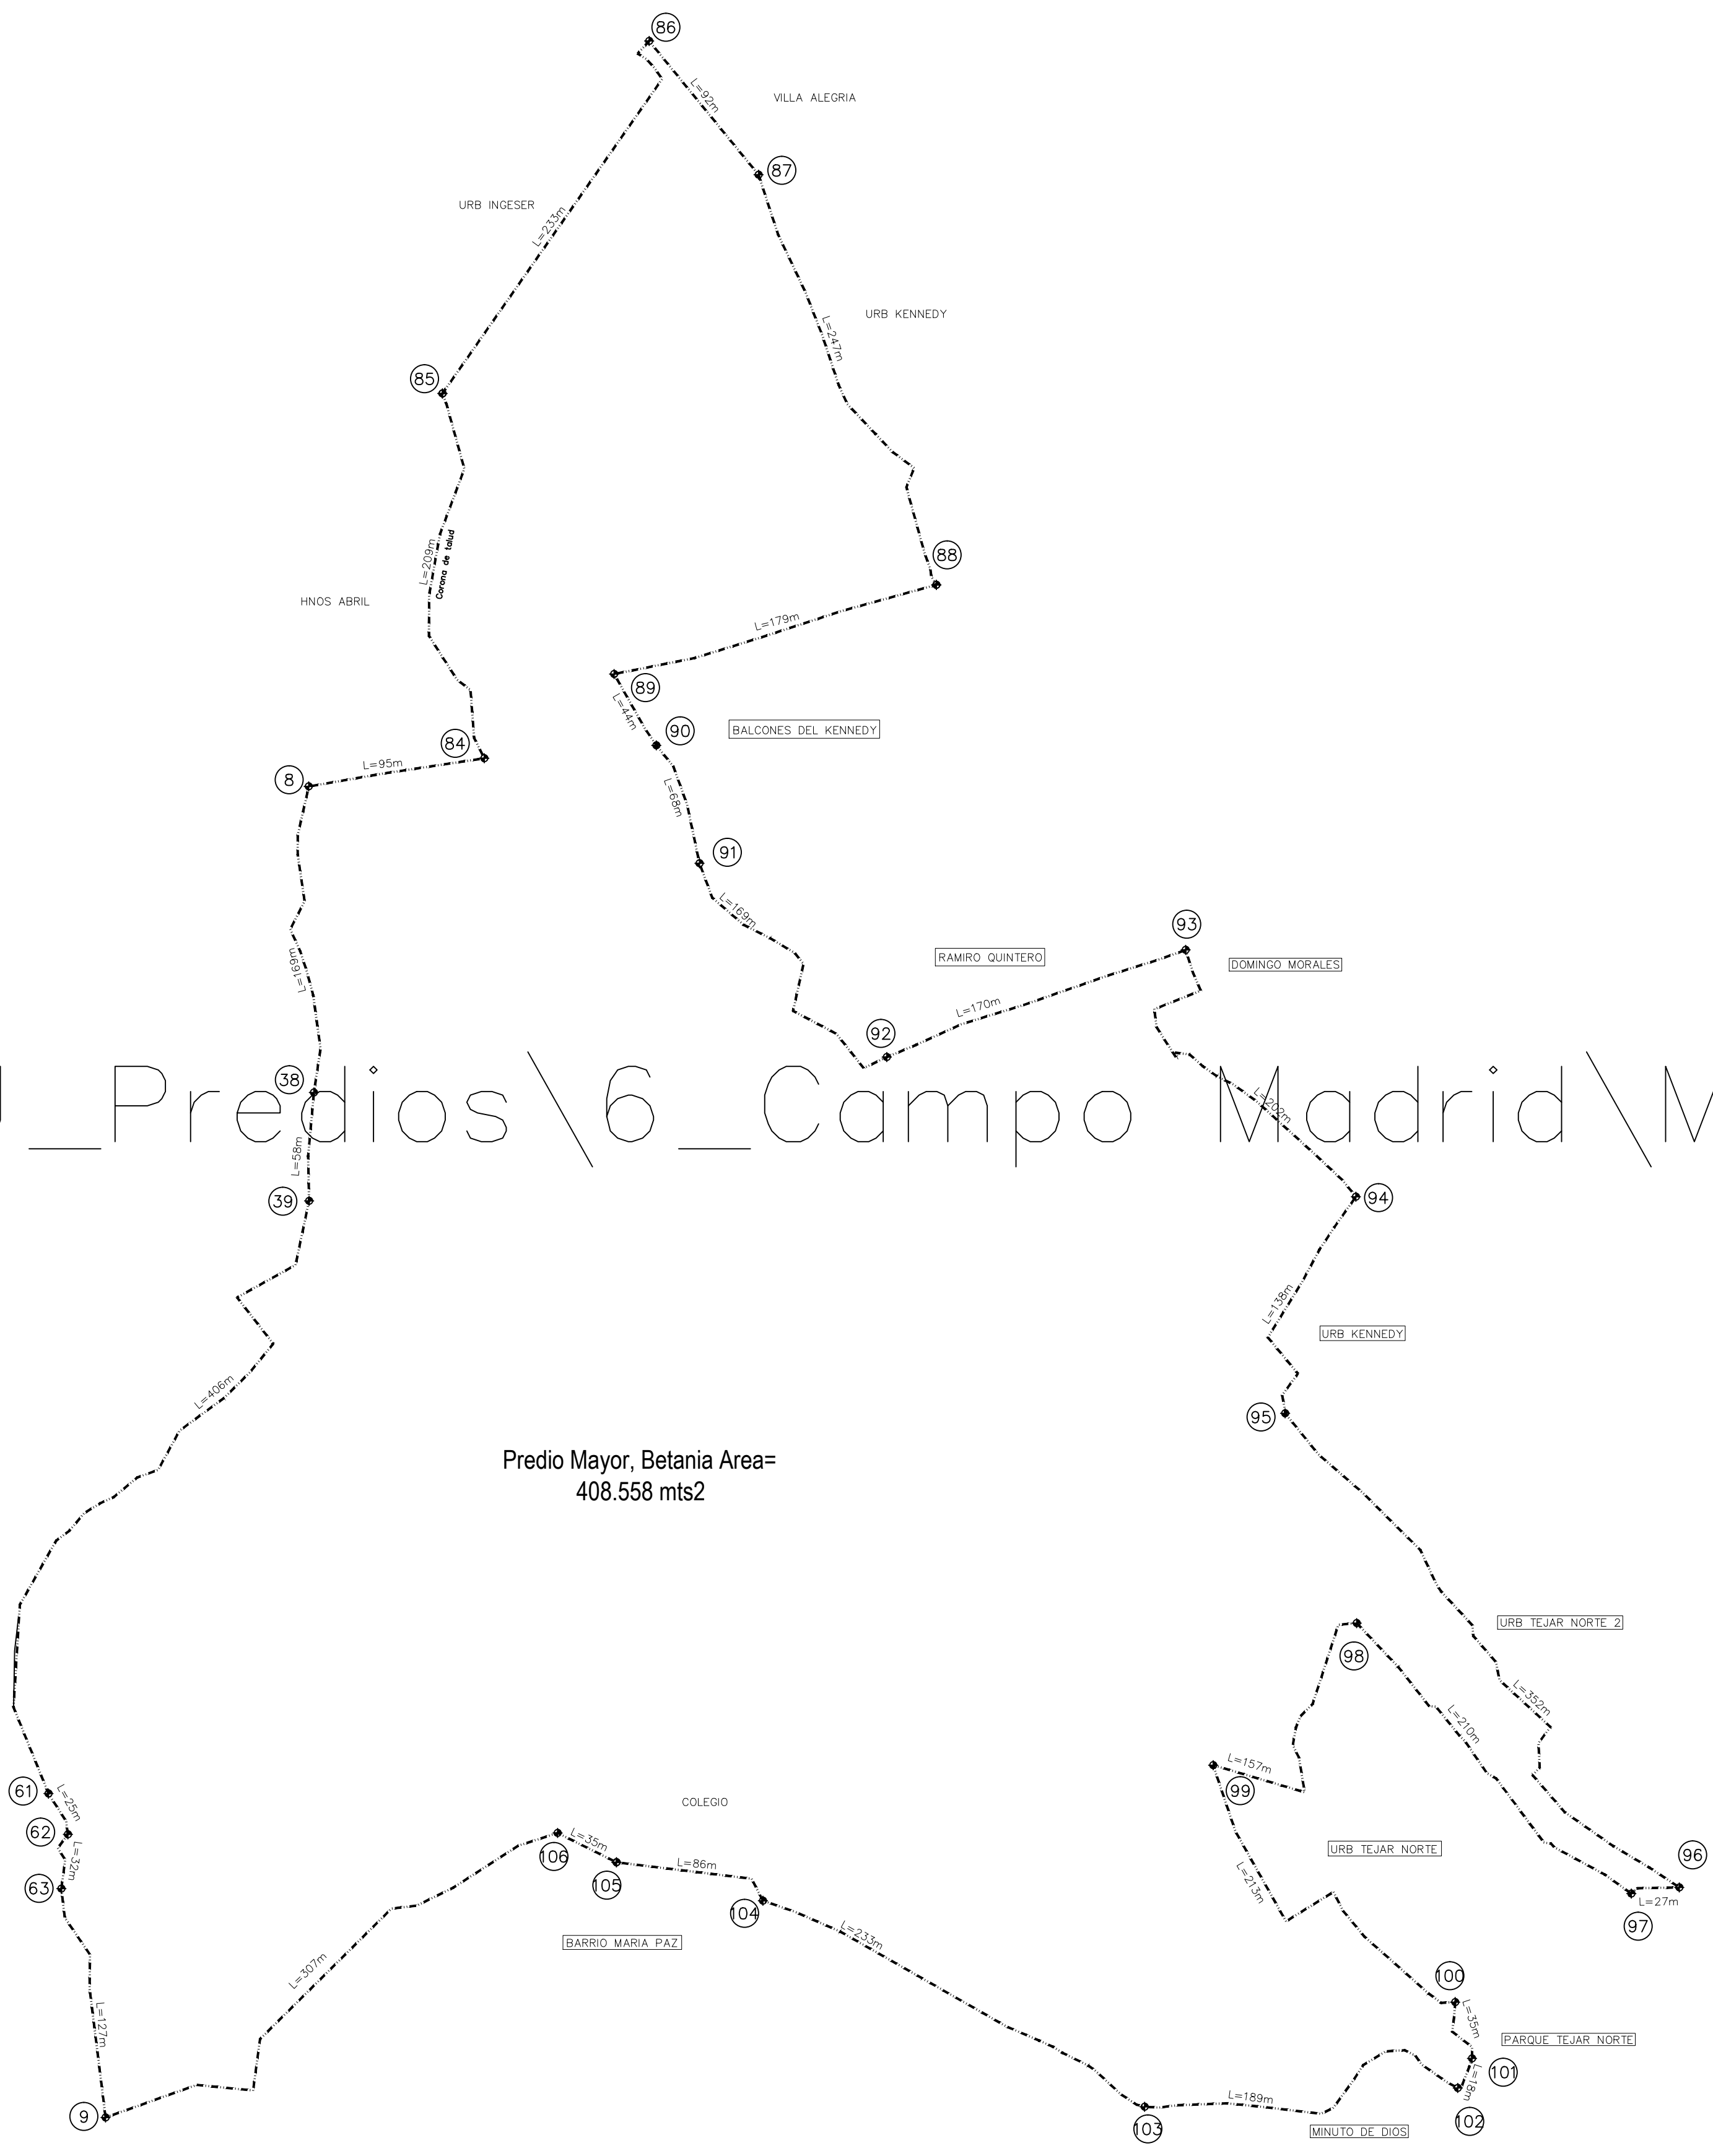 86
L=92m
VILLA ALEGRIA
87
URB INGESER
L=233m
URB KENNEDY
L=247m
85
L=209m
Corona de talud
88
HNOS ABRIL
L=179m
89
L=44m
90
BALCONES DEL KENNEDY
84
L=95m
8
L=68m
91
L=169m
93
RAMIRO QUINTERO
DOMINGO MORALES
L=169m
L=170m
92
38
_Predios\6_Campo Madrid\M
L=202m
L=58m
39
94
L=138m
URB KENNEDY
L=406m
95
Predio Mayor, Betania Area=
408.558 mts2
URB TEJAR NORTE 2
98
L=352m
L=210m
L=157m
99
61
L=25m
COLEGIO
62
L=32m
106
L=35m
105
L=86m
URB TEJAR NORTE
96
63
L=213m
L=27m
97
104
L=233m
BARRIO MARIA PAZ
L=307m
100
L=35m
L=127m
PARQUE TEJAR NORTE
101
L=18m
L=189m
9
103
102
MINUTO DE DIOS